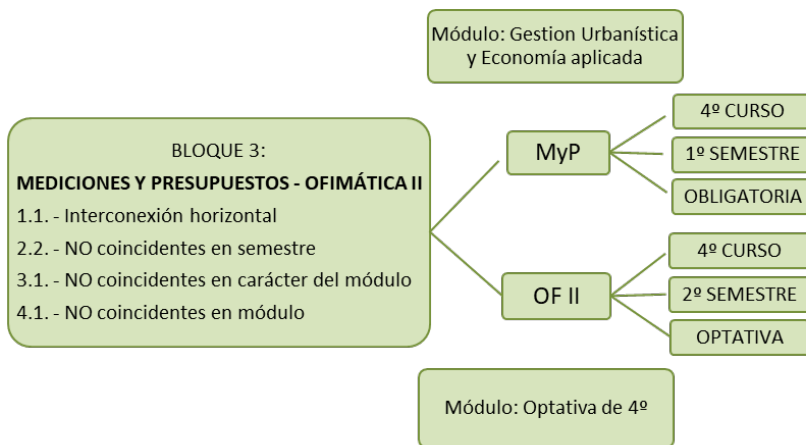 Módulo: Gestion Urbanística
y Economía aplicada
BLOQUE 3:
MEDICIONES Y PRESUPUESTOS - OFIMÁTICA II
1.1. - Interconexión horizontal
2.2. - NO coincidentes en semestre
3.1. - NO coincidentes en carácter del módulo
4.1. - NO coincidentes en módulo
MyP
4º CURSO
1º SEMESTRE
OBLIGATORIA
OF II
4º CURSO
2º SEMESTRE
OPTATIVA
Módulo: Optativa de 4º